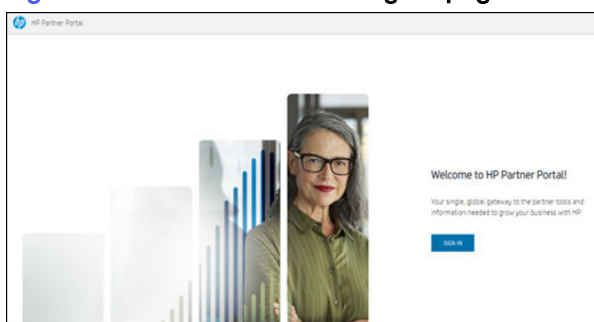 hp HP Partner Portal
Welcome to HP Partner Portal!
Your single, global gateway to the partner tools and
information needed to grow your business with HP.
SIGN IN